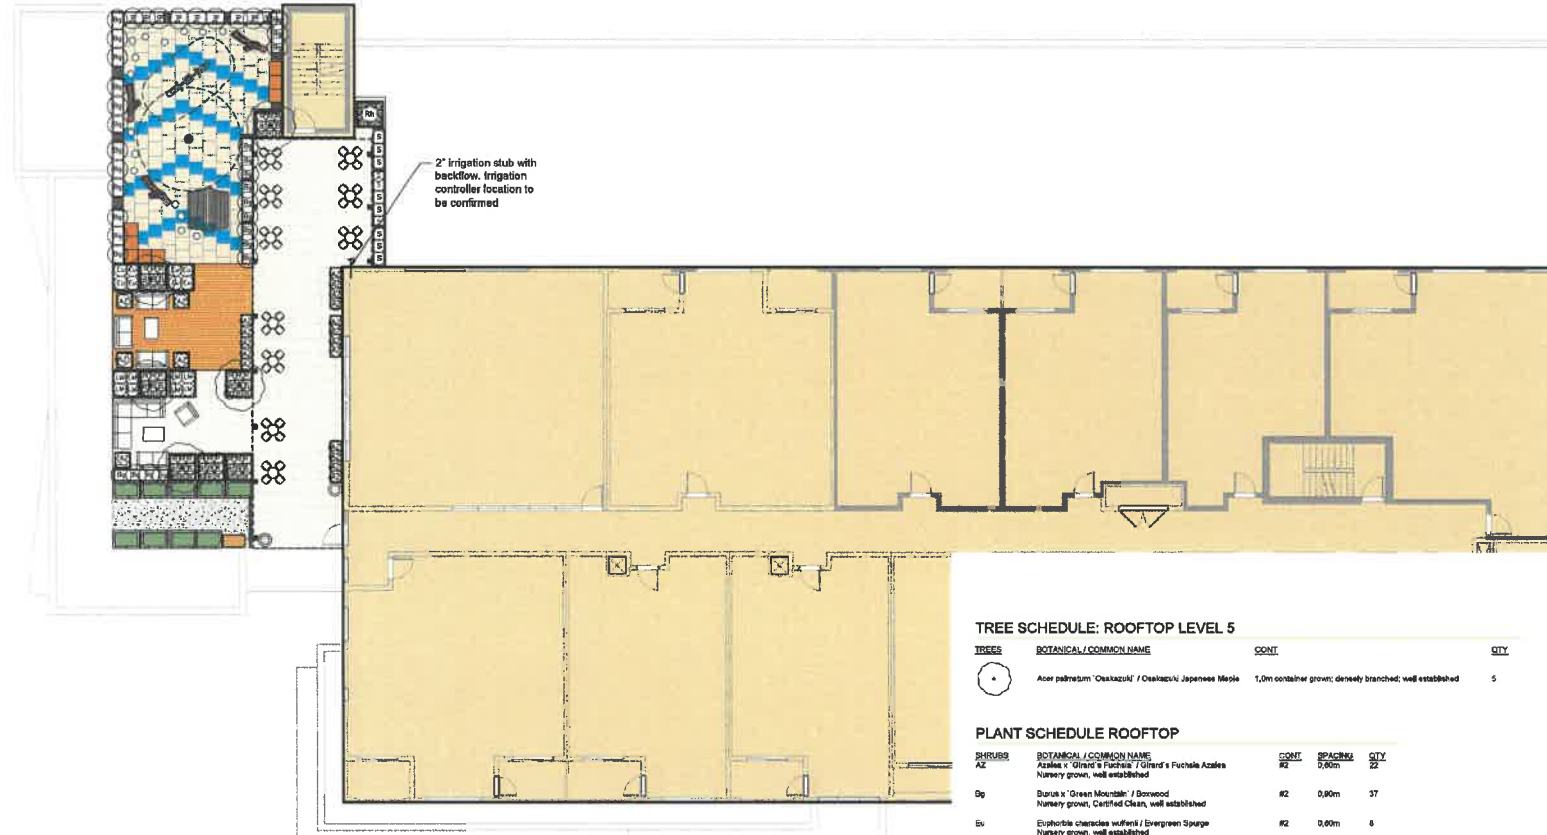 Rh
S
S
S
S
S
S
S
S
2" irrigation stub with
backflow. Irrigation
controller location to
be confirmed
TREE SCHEDULE: ROOFTOP LEVEL 5
TREES BOTANICAL / COMMON NAME CONT QTY
Acer palmatum `Osakazuki` / Osakazuki Japanese Maple 1,0m container grown; densely branched; well established 5
PLANT SCHEDULE ROOFTOP
SHRUBS BOTANICAL / COMMON NAME CONT SPACING QTY
AZ Azalea x `Girard`s Fuchsia` / Girard`s Fuchsia Azalea #2 0,60m 22
Nursery grown, well established
Bg Buxus x `Green Mountain` / Boxwood #2 0,90m 37
Nursery grown, Certified Clean, well established
Eu Euphorbia characias wulfenii / Evergreen Spurge #2 0,60m 8
Nursery grown, well established